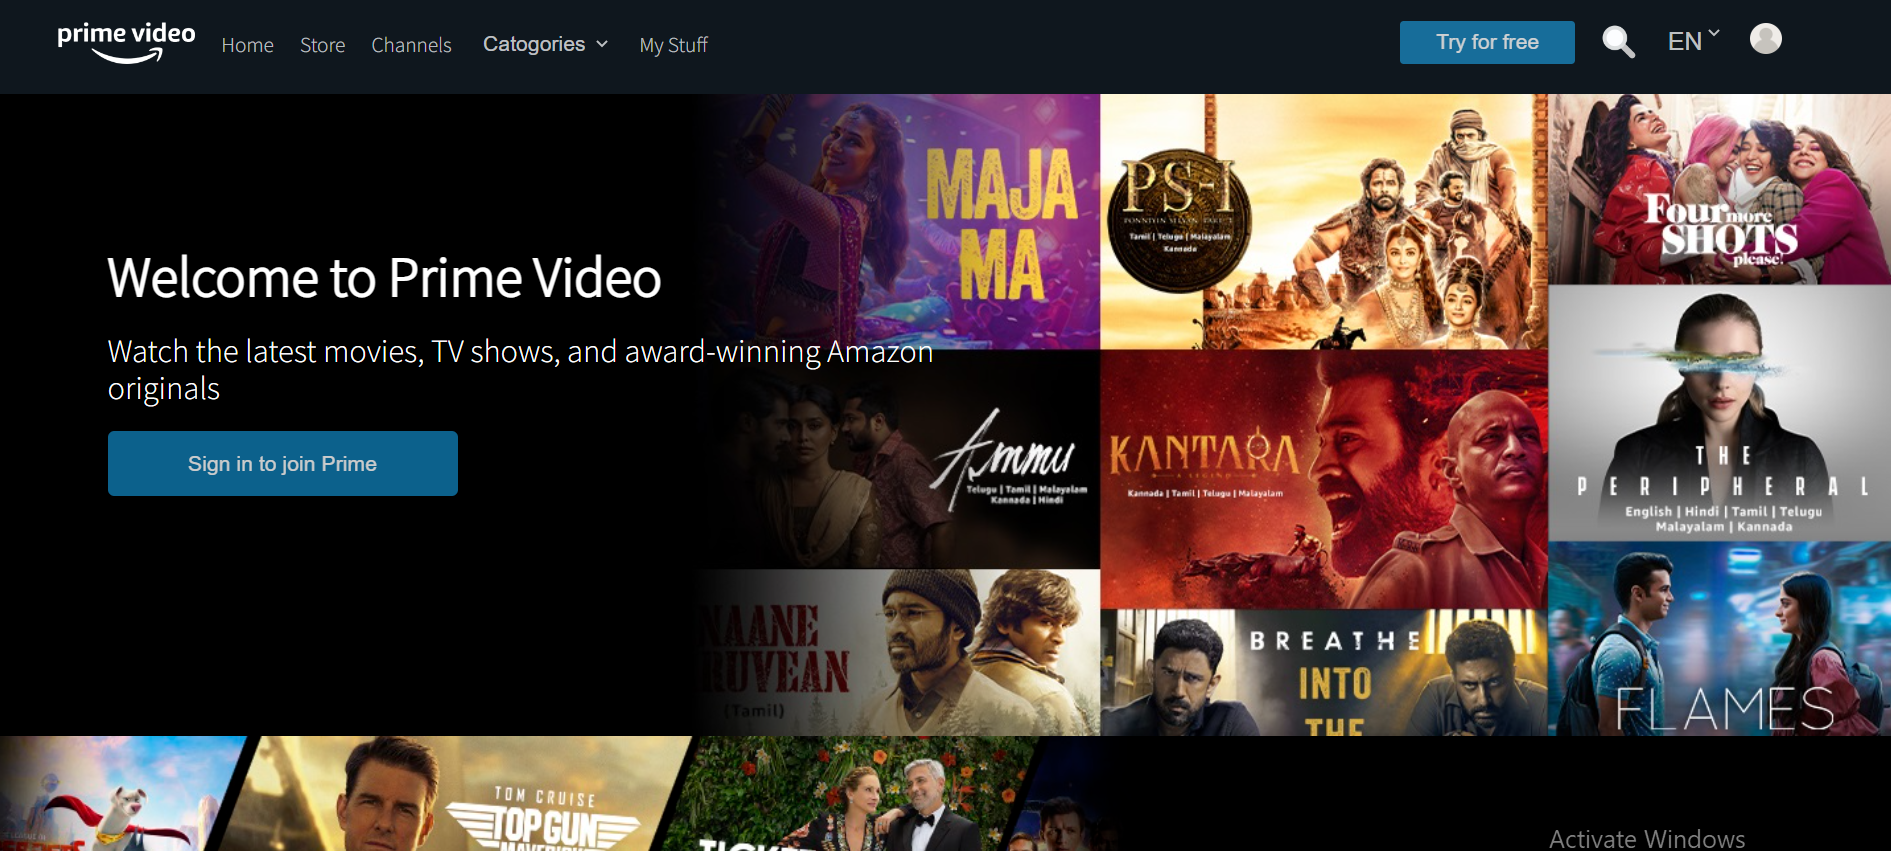 prime video
Home
Store
Channels
Catogories
My Stuff
Try for free
EN
Welcome to Prime Video
Watch the latest movies, TV shows, and award-winning Amazon
originals
Sign in to join Prime
MAJA
MA
PS-I
PONNIYIN SELVAN PART 1
Tamil | Telugu | Malayalam
Kannada
Four more
SHOTS
please!
Ammu
Telugu | Tamil | Malayalam
Kannada | Hindi
KANTARA
A LEGEND
Kannada | Tamil | Telugu | Malayalam
THE
PERIPHERAL
English | Hindi | Tamil | Telugu
Malayalam | Kannada
NAANE
RUVEAN
(Tamil)
BREATHE
INTO
THE
FLAMES
TOM CRUISE
TOP GUN
MAVERICK
TICKET
Activate Windows